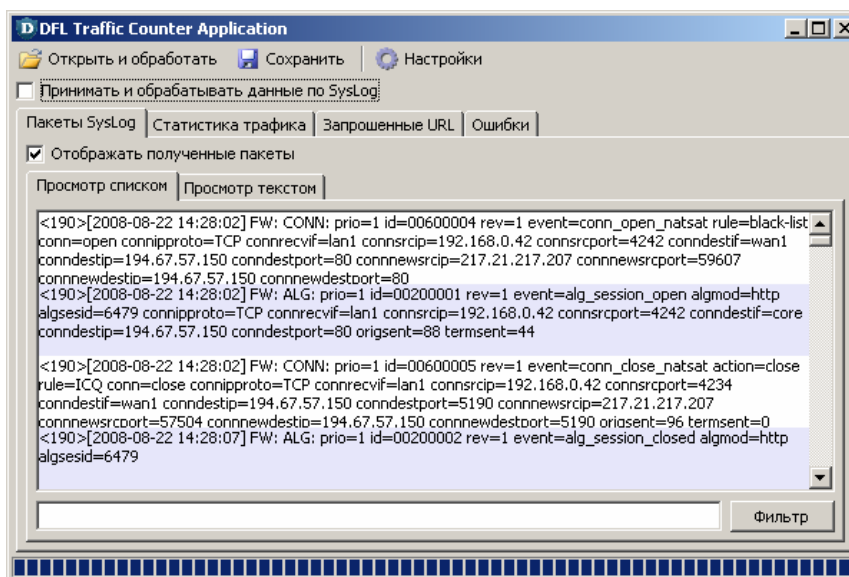 DFL Traffic Counter Application
Открыть и обработать Сохранить Настройки
Принимать и обрабатывать данные по SysLog
Пакеты SysLog Статистика трафика Запрошенные URL Ошибки
Отображать полученные пакеты
Просмотр списком Просмотр текстом
<190>[2008-08-22 14:28:02] FW: CONN: prio=1 id=00600004 rev=1 event=conn_open_natsat rule=black-list
conn=open connipproto=TCP connrecvif=lan1 connsrcip=192.168.0.42 connsrcport=4242 conndestif=wan1
conndestip=194.67.57.150 conndestport=80 connnewsrcip=217.21.217.207 connnewsrcport=59607
connnewdestip=194.67.57.150 connnewdestport=80
<190>[2008-08-22 14:28:02] FW: ALG: prio=1 id=00200001 rev=1 event=alg_session_open algmod=http
algsesid=6479 connipproto=TCP connrecvif=lan1 connsrcip=192.168.0.42 connsrcport=4242 conndestif=core
conndestip=194.67.57.150 conndestport=80 origsent=88 termsent=44
<190>[2008-08-22 14:28:02] FW: CONN: prio=1 id=00600005 rev=1 event=conn_close_natsat action=close
rule=ICQ conn=close connipproto=TCP connrecvif=lan1 connsrcip=192.168.0.42 connsrcport=4234
conndestif=wan1 conndestip=194.67.57.150 conndestport=5190 connnewsrcip=217.21.217.207
connnewsrcport=57504 connnewdestip=194.67.57.150 connnewdestport=5190 origsent=96 termsent=0
<190>[2008-08-22 14:28:07] FW: ALG: prio=1 id=00200002 rev=1 event=alg_session_closed algmod=http
algsesid=6479
Фильтр